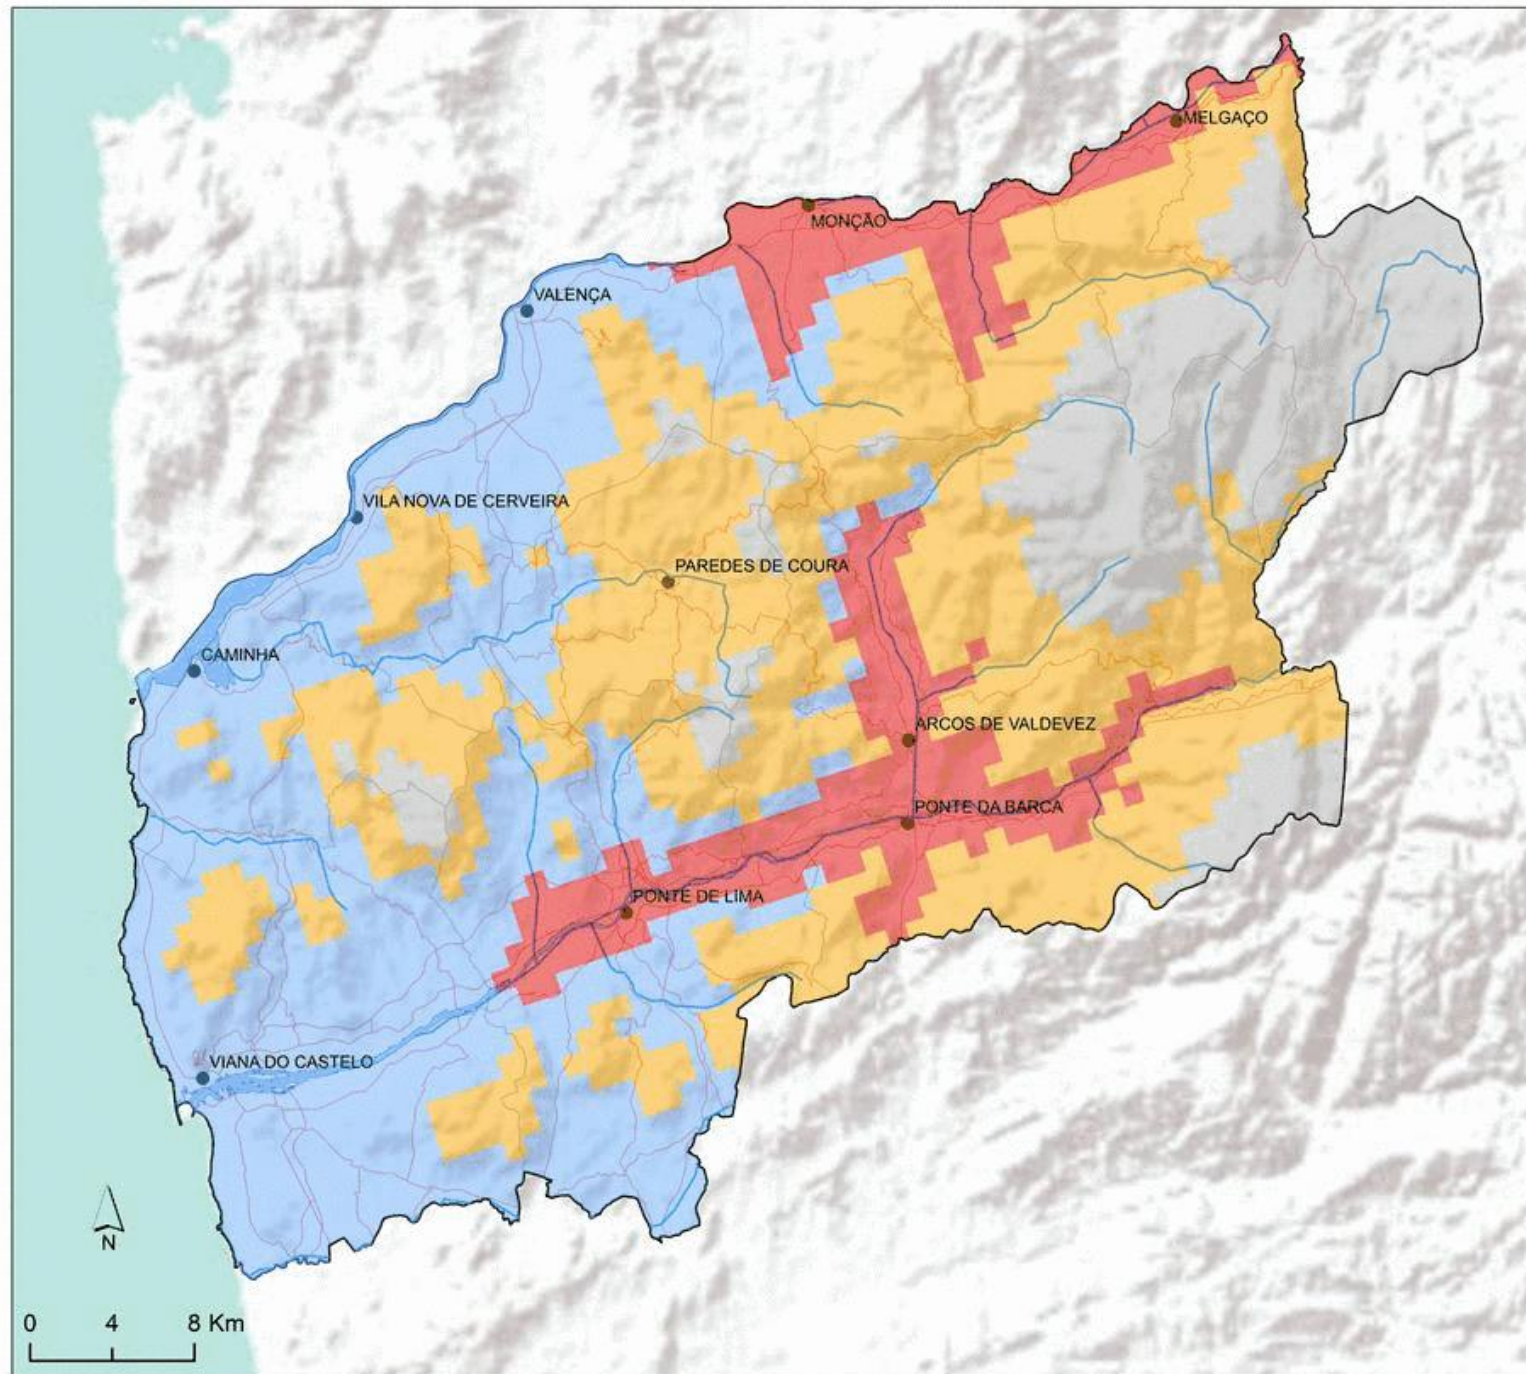 MELGAÇO
MONÇÃO
VALENÇA
VILA NOVA DE CERVEIRA
PAREDES DE COURA
CAMINHA
ARCOS DE VALDEVEZ
PONTE DA BARCA
PONTE DE LIMA
VIANA DO CASTELO
N
0 4 8 Km